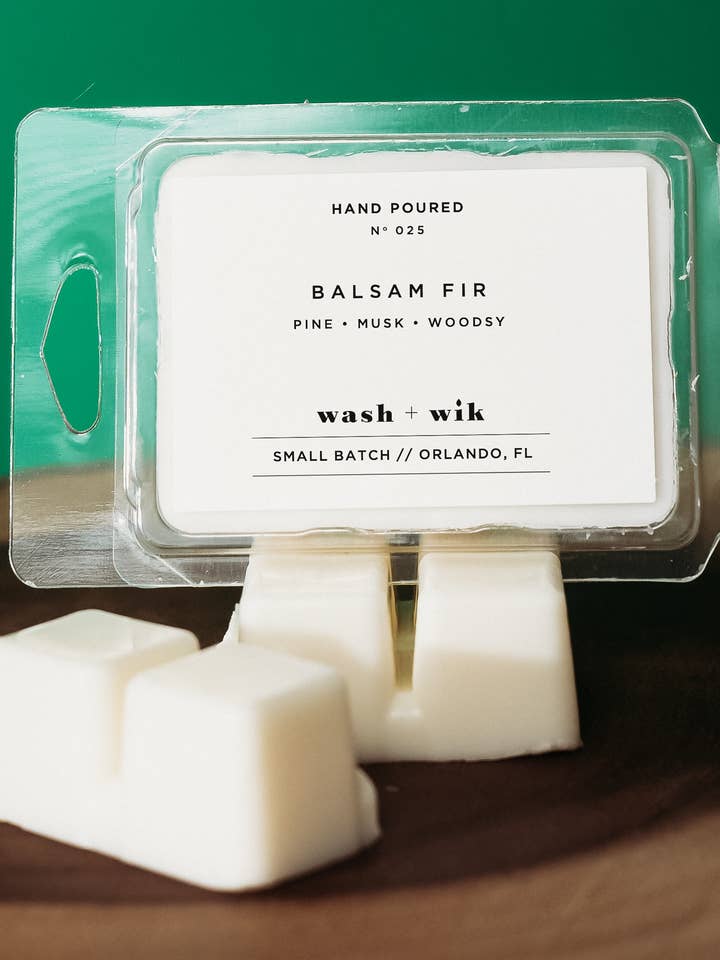 HAND POURED
Nº 025
BALSAM FIR
PINE • MUSK • WOODSY
wash + wik
SMALL BATCH // ORLANDO, FL